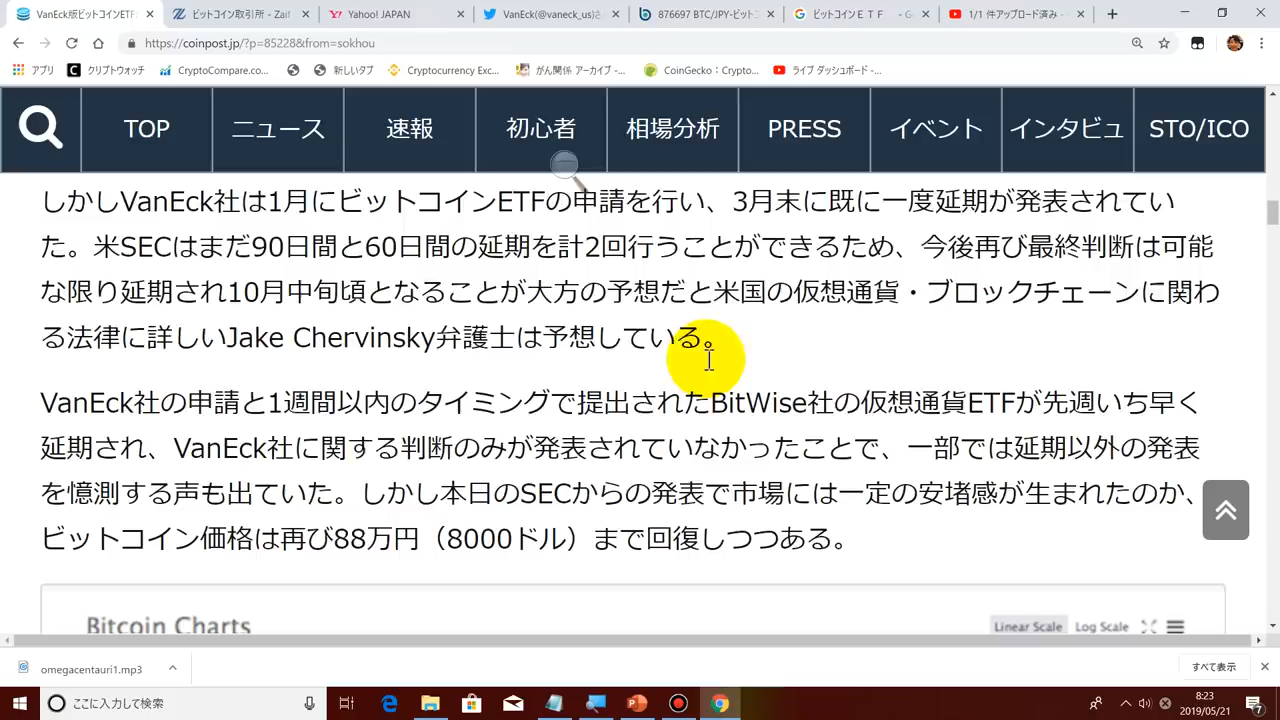 VanEck版ビットコインETF
ビットコイン取引所 - Zaif
Yahoo! JAPAN
VanEck(@vaneck_us)さ
876697 BTC/JPY-ビットコ
ビットコインＥＴＦ - G
1/1 件アップロード済み -
https://coinpost.jp/?p=85228&from=sokhou
アプリ
クリプトウォッチ
CryptoCompare.co...
新しいタブ
Cryptocurrency Exc...
がん関係 アーカイブ -...
CoinGecko：Crypto...
ライブ ダッシュボード -...
TOP
ニュース
速報
初心者
相場分析
PRESS
イベント
インタビュ
STO/ICO
しかしVanEck社は1月にビットコインETFの申請を行い、3月末に既に一度延期が発表されてい
た。米SECはまだ90日間と60日間の延期を計2回行うことができるため、今後再び最終判断は可能
な限り延期され10月中旬頃となることが大方の予想だと米国の仮想通貨・ブロックチェーンに関わ
る法律に詳しいJake Chervinsky弁護士は予想している。
VanEck社の申請と1週間以内のタイミングで提出されたBitWise社の仮想通貨ETFが先週いち早く
延期され、VanEck社に関する判断のみが発表されていなかったことで、一部では延期以外の発表
を憶測する声も出ていた。しかし本日のSECからの発表で市場には一定の安堵感が生まれたのか、
ビットコイン価格は再び88万円（8000ドル）まで回復しつつある。
Bitcoin Charts
Linear Scale
Log Scale
omegacentauri1.mp3
すべて表示
ここに入力して検索
8:23
2019/05/21
7